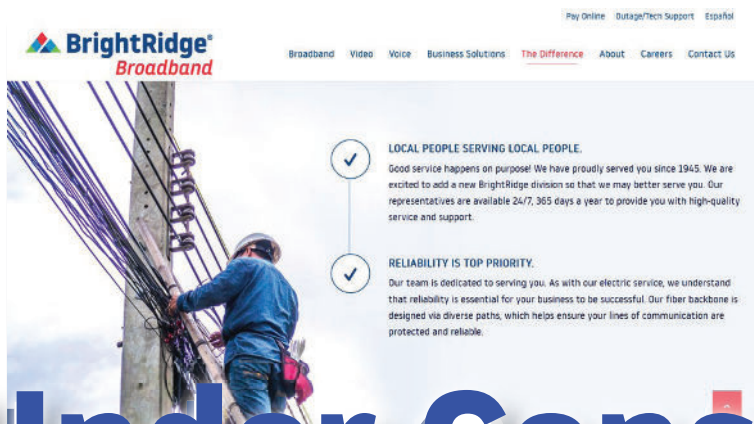 Pay Online Outage/Tech Support Español
BrightRidge®
Broadband
Broadband Video Voice Business Solutions The Difference About Careers Contact Us
LOCAL PEOPLE SERVING LOCAL PEOPLE.
Good service happens on purpose! We have proudly served you since 1945. We are
excited to add a new BrightRidge division so that we may better serve you. Our
representatives are available 24/7, 365 days a year to provide you with high-quality
service and support.
RELIABILITY IS TOP PRIORITY.
Our team is dedicated to serving you. As with our electric service, we understand
that reliability is essential for your business to be successful. Our fiber backbone is
designed via diverse paths, which helps ensure your lines of communication are
protected and reliable.